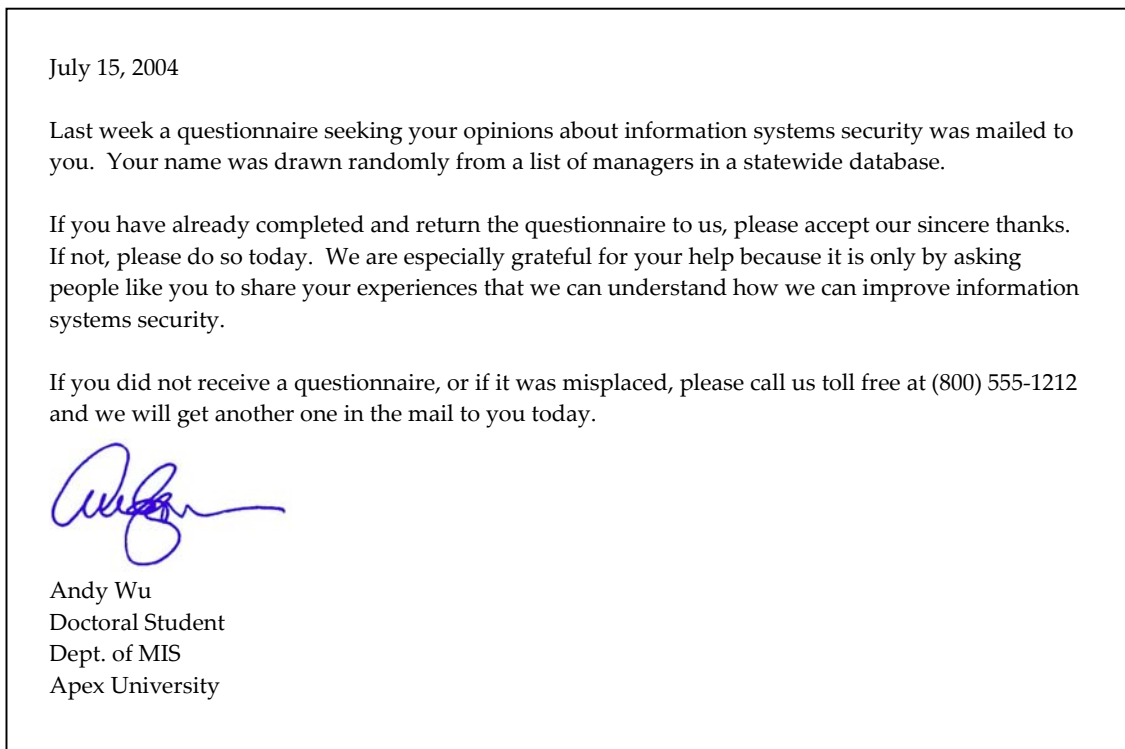 July 15, 2004
Last week a questionnaire seeking your opinions about information systems security was mailed to
you.  Your name was drawn randomly from a list of managers in a statewide database.
If you have already completed and return the questionnaire to us, please accept our sincere thanks.
If not, please do so today.  We are especially grateful for your help because it is only by asking
people like you to share your experiences that we can understand how we can improve information
systems security.
If you did not receive a questionnaire, or if it was misplaced, please call us toll free at (800) 555-1212
and we will get another one in the mail to you today.
Andy Wu
Doctoral Student
Dept. of MIS
Apex University